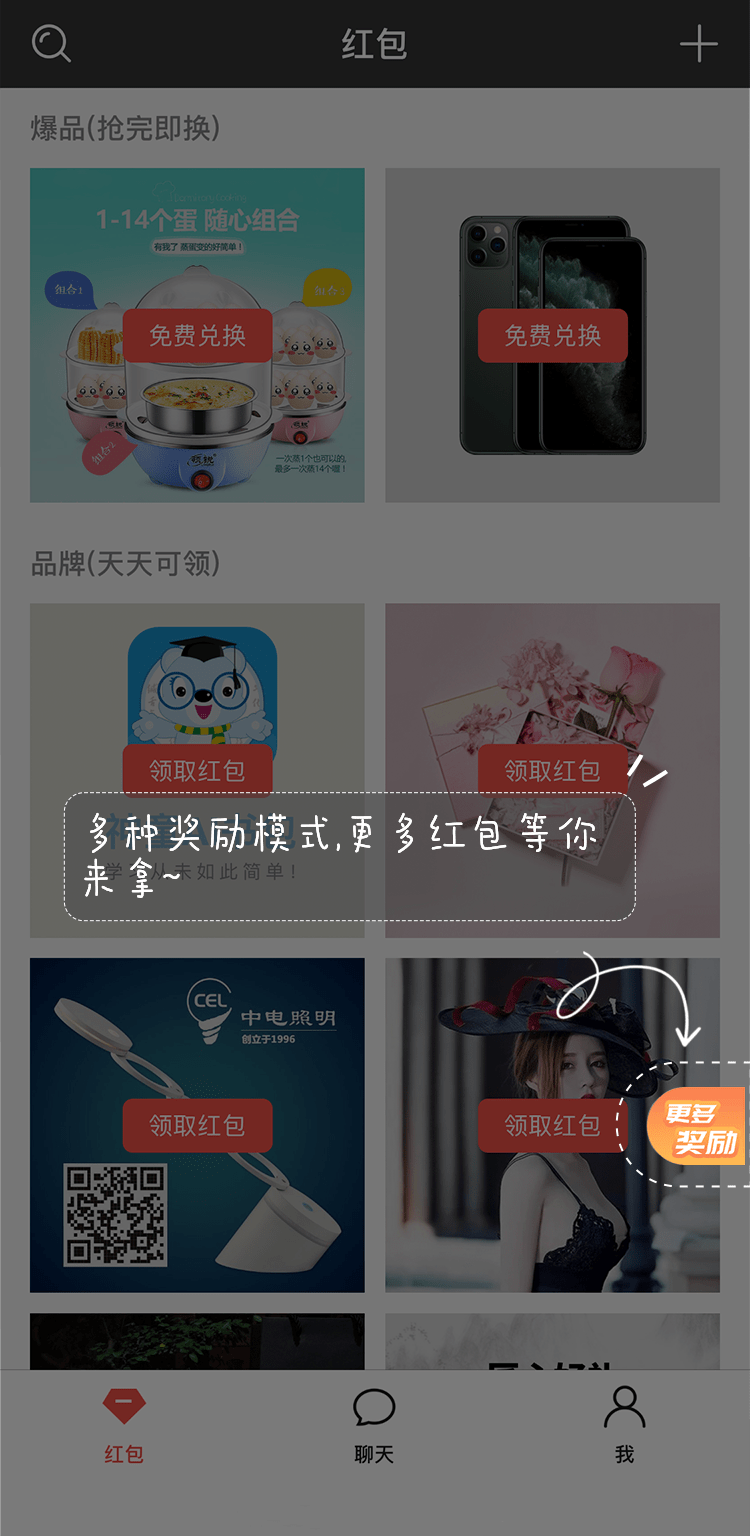 红包
爆品(抢完即换)
1-14个蛋 随心组合
有我了 蒸蛋变的好简单！
组合1
组合3
免费兑换
免费兑换
组合2
领锐
一次蒸1个也可以的,
最多一次蒸14个哦！
品牌(天天可领)
领取红包
领取红包
多种奖励模式,更多红包等你
来拿~
未如此简单！
CEL
中电照明
创立于1996
领取红包
领取红包
更多
奖励
红包
聊天
我